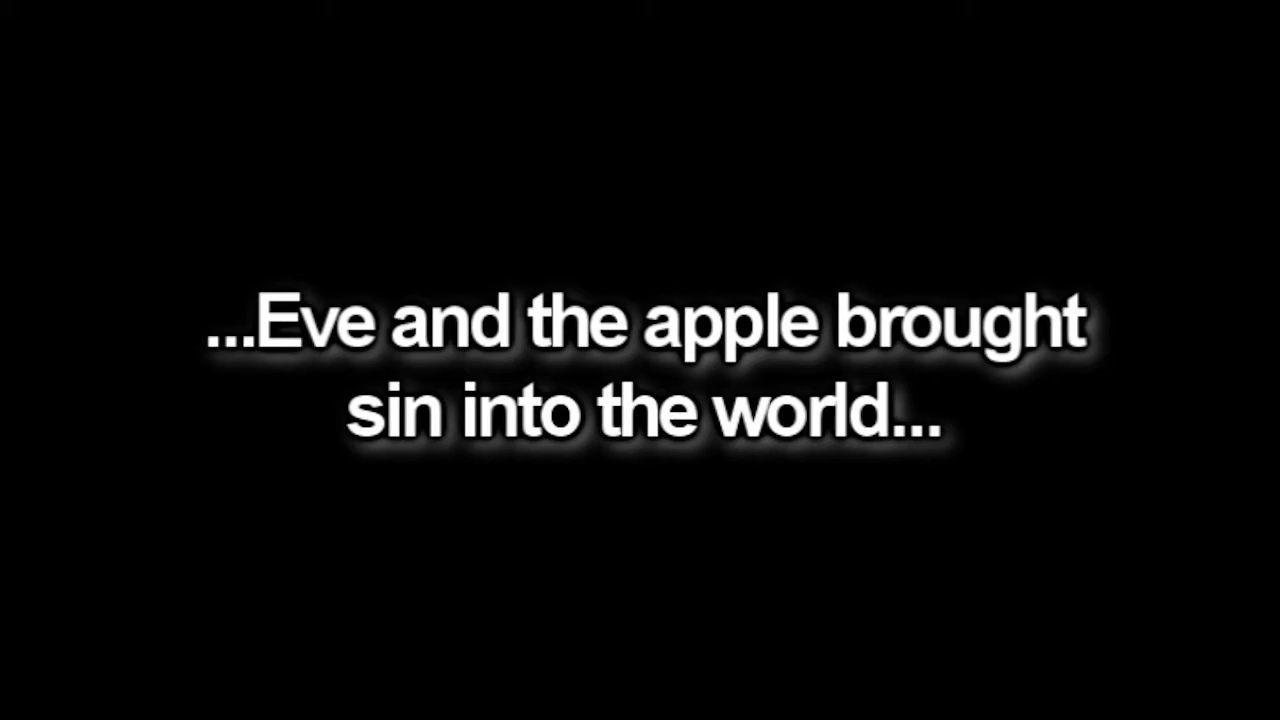 ...Eve and the apple brought
sin into the world...